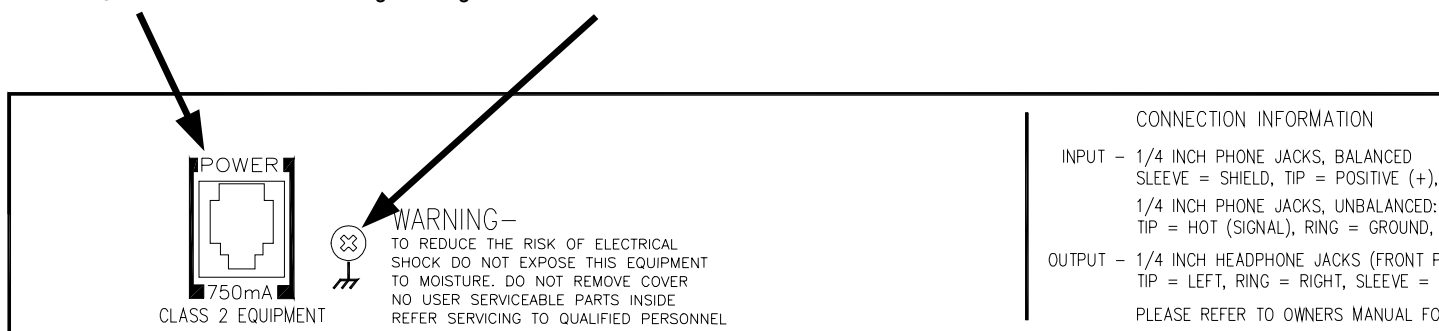 POWER
750mA
CLASS 2 EQUIPMENT
WARNING-
TO REDUCE THE RISK OF ELECTRICAL
SHOCK DO NOT EXPOSE THIS EQUIPMENT
TO MOISTURE. DO NOT REMOVE COVER
NO USER SERVICEABLE PARTS INSIDE
REFER SERVICING TO QUALIFIED PERSONNEL
CONNECTION INFORMATION
INPUT - 1/4 INCH PHONE JACKS, BALANCED
SLEEVE = SHIELD, TIP = POSITIVE (+),
1/4 INCH PHONE JACKS, UNBALANCED:
TIP = HOT (SIGNAL), RING = GROUND,
OUTPUT - 1/4 INCH HEADPHONE JACKS (FRONT
TIP = LEFT, RING = RIGHT, SLEEVE =
PLEASE REFER TO OWNERS MANUAL